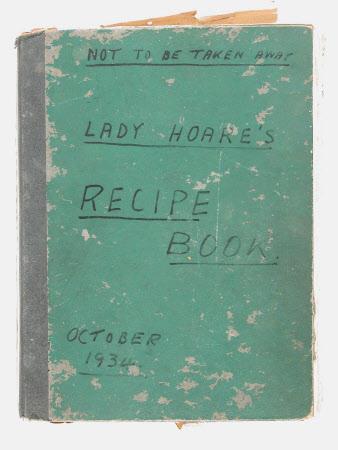 NOT TO BE TAKEN AWAY
LADY HOARE'S
RECIPE
BOOK.
OCTOBER
1934.